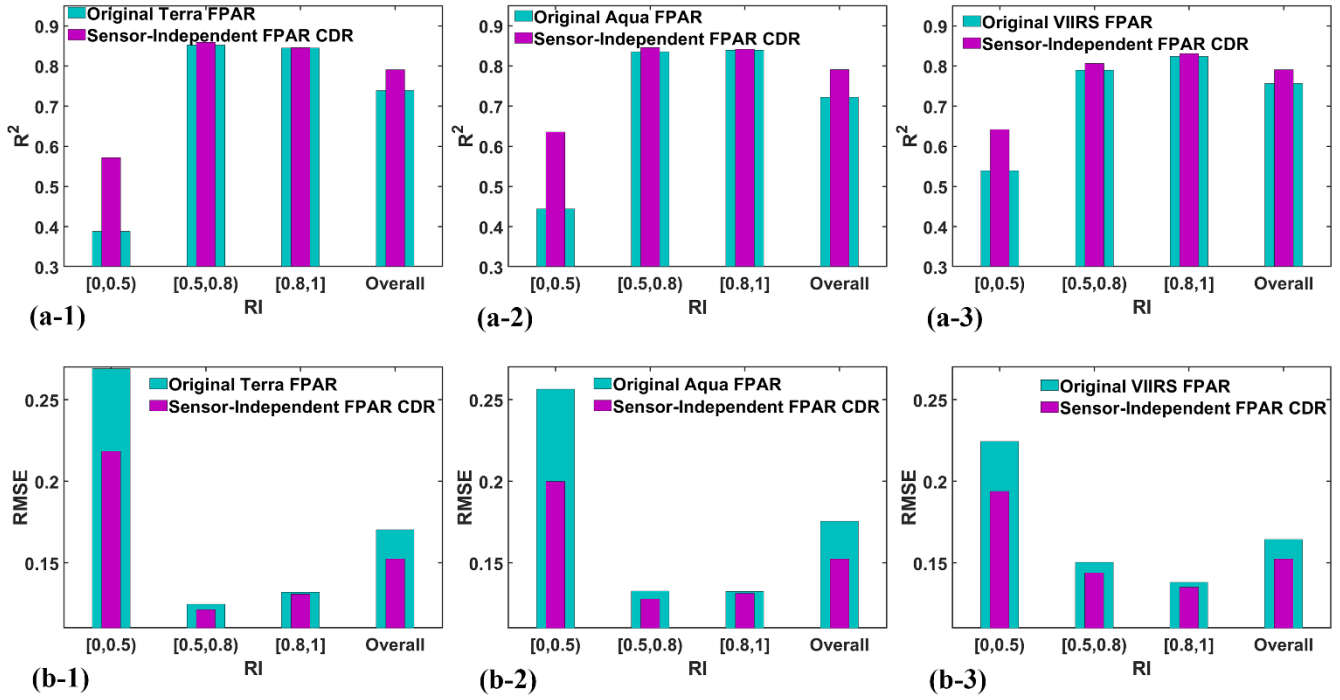 Original Terra FPAR
Sensor-Independent FPAR CDR
0.9
0.8
0.7
0.6
0.5
0.4
0.3
R²
[0,0.5)
[0.5,0.8)
[0.8,1]
Overall
RI
(a-1)
Original Aqua FPAR
Sensor-Independent FPAR CDR
0.9
0.8
0.7
0.6
0.5
0.4
0.3
R²
[0,0.5)
[0.5,0.8)
[0.8,1]
Overall
RI
(a-2)
Original VIIRS FPAR
Sensor-Independent FPAR CDR
0.9
0.8
0.7
0.6
0.5
0.4
0.3
R²
[0,0.5)
[0.5,0.8)
[0.8,1]
Overall
RI
(a-3)
Original Terra FPAR
Sensor-Independent FPAR CDR
0.25
0.2
0.15
RMSE
[0,0.5)
[0.5,0.8)
[0.8,1]
Overall
RI
(b-1)
Original Aqua FPAR
Sensor-Independent FPAR CDR
0.25
0.2
0.15
RMSE
[0,0.5)
[0.5,0.8)
[0.8,1]
Overall
RI
(b-2)
Original VIIRS FPAR
Sensor-Independent FPAR CDR
0.25
0.2
0.15
RMSE
[0,0.5)
[0.5,0.8)
[0.8,1]
Overall
RI
(b-3)